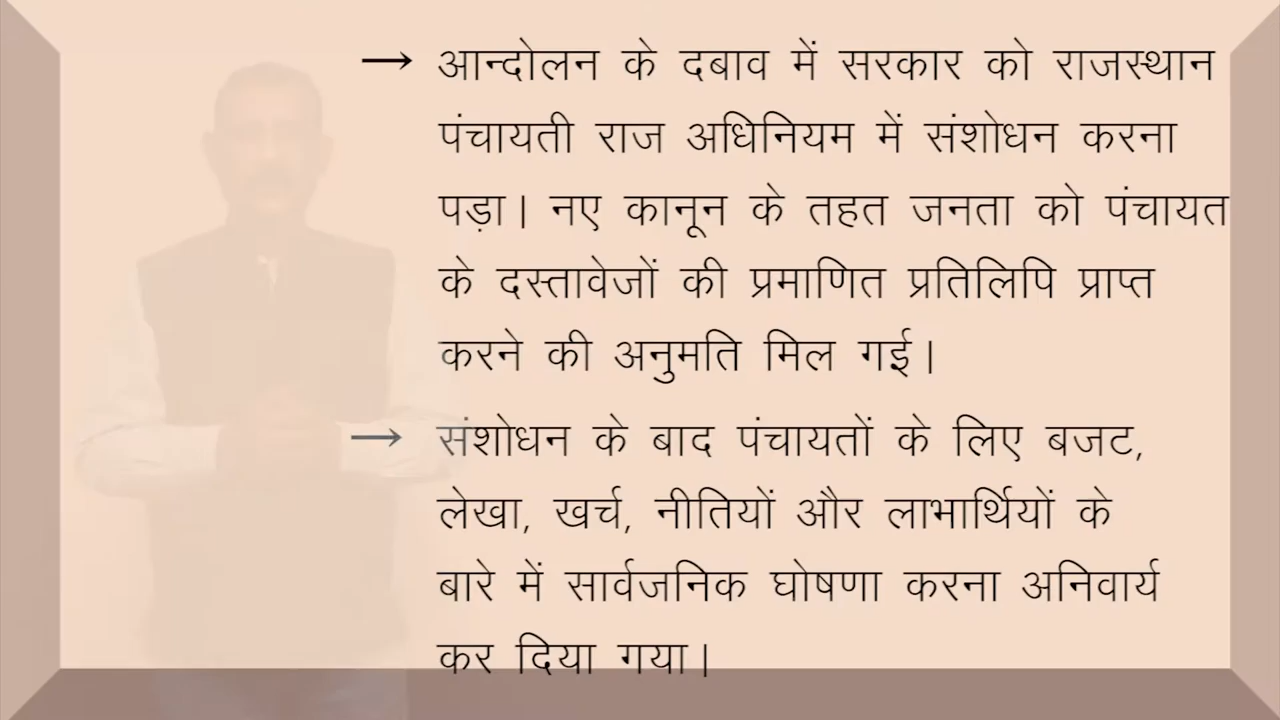 → आन्दोलन के दबाव में सरकार को राजस्थान
पंचायती राज अधिनियम में संशोधन करना
पड़ा। नए कानून के तहत जनता को पंचायत
के दस्तावेजों की प्रमाणित प्रतिलिपि प्राप्त
करने की अनुमति मिल गई।
→ संशोधन के बाद पंचायतों के लिए बजट,
लेखा, खर्च, नीतियों और लाभार्थियों के
बारे में सार्वजनिक घोषणा करना अनिवार्य
कर दिया गया।